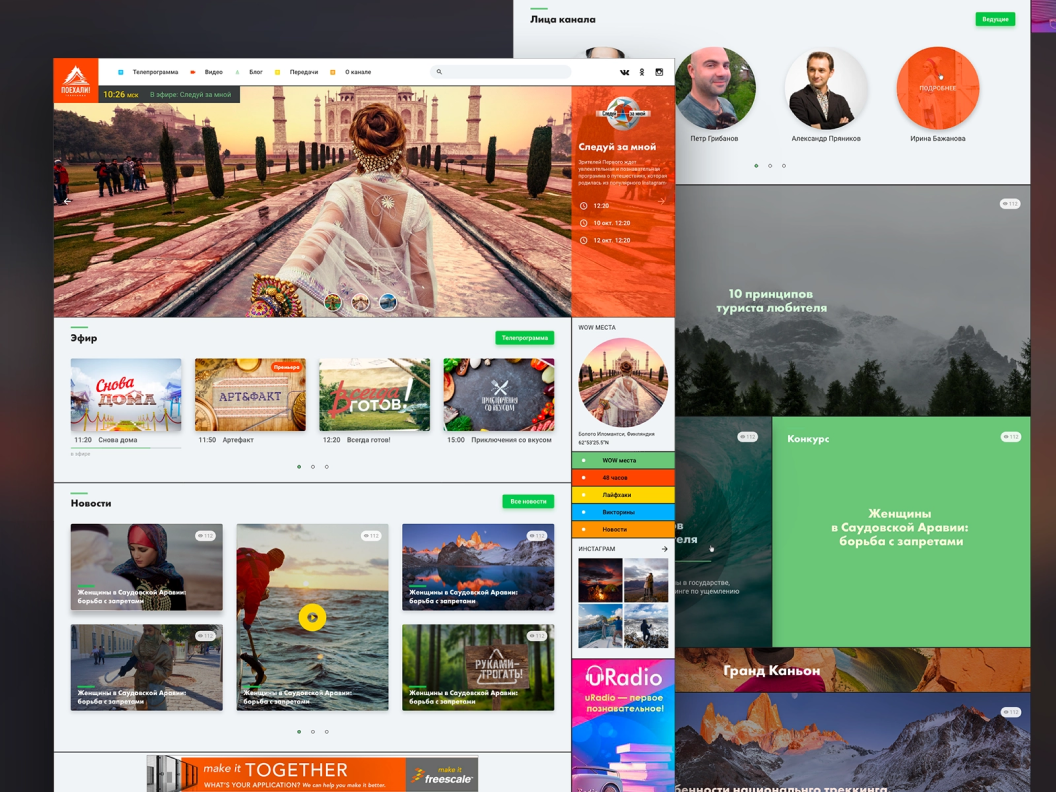 Лица канала
Ведущие
ПОДРОБНЕЕ
Петр Грибанов
Александр Пряников
Ирина Бажанова
ПОЕХАЛИ!
Телепрограмма
Видео
Блог
Передачи
О канале
10:26 МСК
В эфире: Следуй за мной
Следуй за мной
Следуй за мной
Зрителей Первого ждет
увлекательная и познавательная
программа о путешествиях, которая
родилась из популярного Instagram-
12:20
10 окт. 12:20
12 окт. 12:20
Эфир
Телепрограмма
Снова
ДОМА
Премьера
АРТ&ФАКТ
Всегда
ГОТОВ!
ПРИКЛЮЧЕНИЯ
СО ВКУСОМ
11:20 Снова дома
11:50 Артефакт
12:20 Всегда готов!
15:00 Приключения со вкусом
в эфире
WOW МЕСТА
Болото Иломантси, Финляндия
62°53'25.5"N
WOW места
48 часов
Лайфхаки
Викторины
Новости
ИНСТАГРАМ
Новости
Все новости
112
Женщины в Саудовской Аравии:
борьба с запретами
112
Женщины в Саудовской Аравии:
борьба с запретами
112
Женщины в Саудовской Аравии:
борьба с запретами
112
Женщины в Саудовской Аравии:
борьба с запретами
112
РУКАМИ-
ТРОГАТЬ!
Женщины в Саудовской Аравии:
борьба с запретами
uRadio
uRadio — первое
познавательное!
make it TOGETHER
WHAT'S YOUR APPLICATION? We can help you make it better.
make it
freescale
112
10 принципов
туриста любителя
112
ов
теля
ы в государстве,
инге по ущемлению
Конкурс
112
Женщины
в Саудовской Аравии:
борьба с запретами
Гранд Каньон
112
бенности национального треккинга